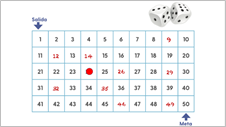 Salida
1 2 3 4 5 6 7 8 9 10
11 12 13 14 15 16 17 18 19 20
21 22 23 25 26 27 28 29 30
31 32 33 34 35 36 37 38 39 40
41 42 43 44 45 46 47 48 49 50
Meta